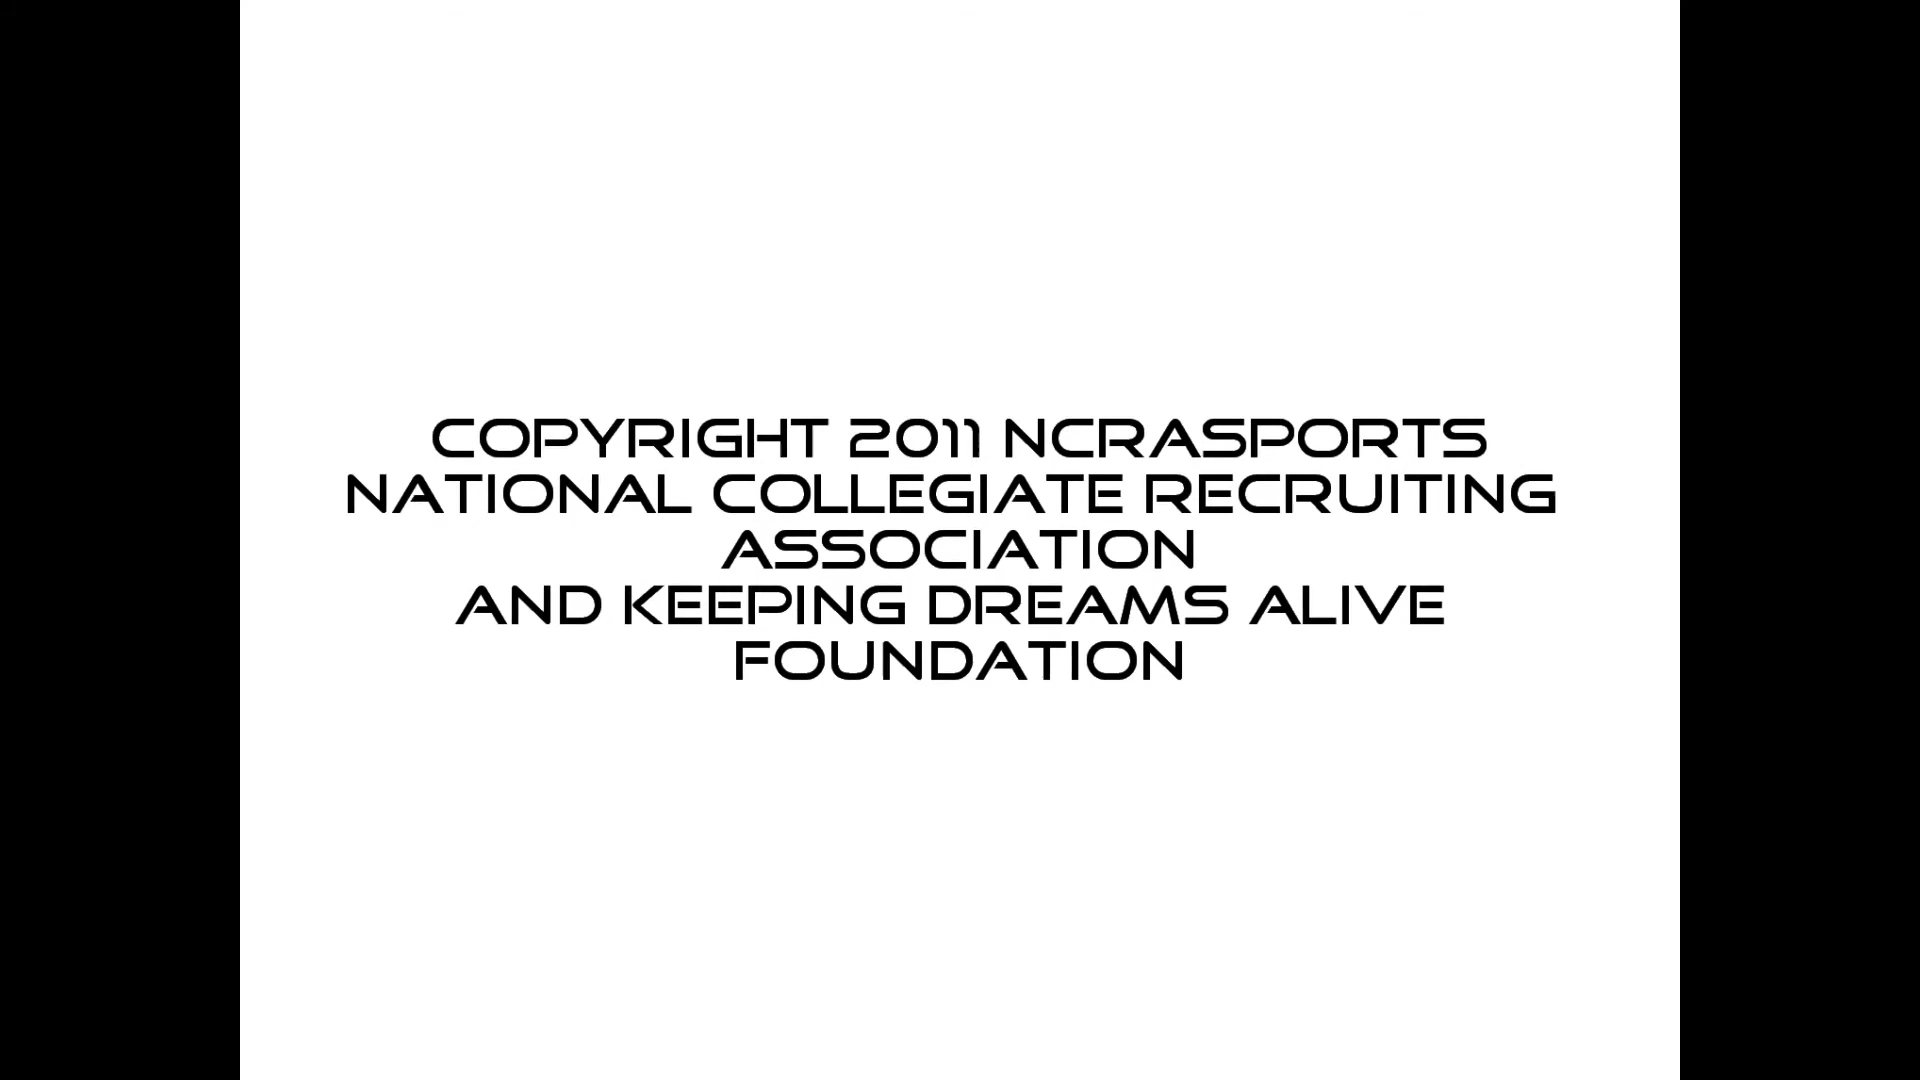 COPYRIGHT 2011 NCRASPORTS
NATIONAL COLLEGIATE RECRUITING
ASSOCIATION
AND KEEPING DREAMS ALIVE
FOUNDATION